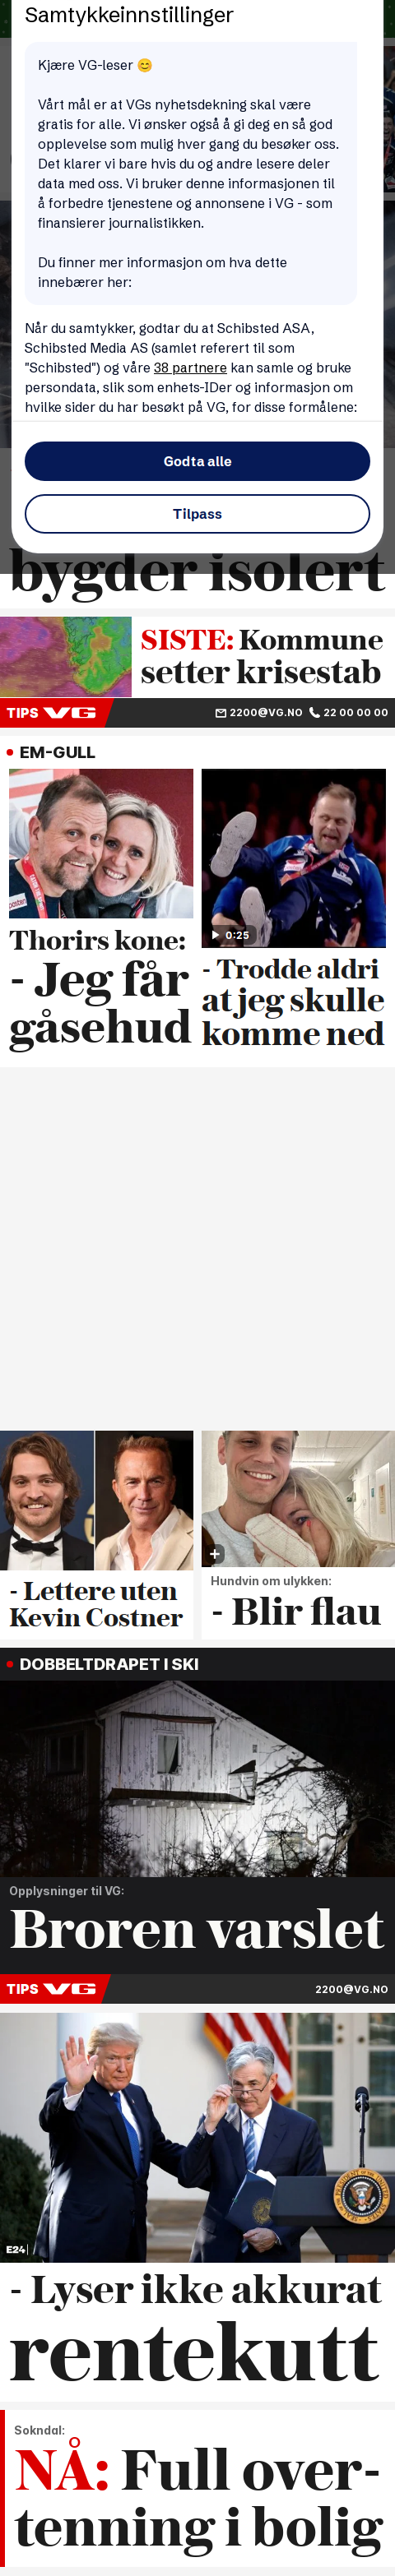 Samtykkeinnstillinger
Kjære VG-leser 😊
Vårt mål er at VGs nyhetsdekning skal være
gratis for alle. Vi ønsker også å gi deg en så god
opplevelse som mulig hver gang du besøker oss.
Det klarer vi bare hvis du og andre lesere deler
data med oss. Vi bruker denne informasjonen til
å forbedre tjenestene og annonsene i VG - som
finansierer journalistikken.
Du finner mer informasjon om hva dette
innebærer her:
Når du samtykker, godtar du at Schibsted ASA,
Schibsted Media AS (samlet referert til som
"Schibsted") og våre 38 partnere kan samle og bruke
persondata, slik som enhets-IDer og informasjon om
hvilke sider du har besøkt på VG, for disse formålene:
Godta alle
Tilpass
bygder isolert
SISTE: Kommune
setter krisestab
TIPS VG 2200@VG.NO 22 00 00 00
EM-GULL
Thorirs kone:
- Jeg får
gåsehud
0:25
- Trodde aldri
at jeg skulle
komme ned
- Lettere uten
Kevin Costner
Hundvin om ulykken:
- Blir flau
DOBBELTDRAPET I SKI
Opplysninger til VG:
Broren varslet
TIPS VG 2200@VG.NO
E24
- Lyser ikke akkurat
rentekutt
Sokndal:
NÅ: Full over-
tenning i bolig